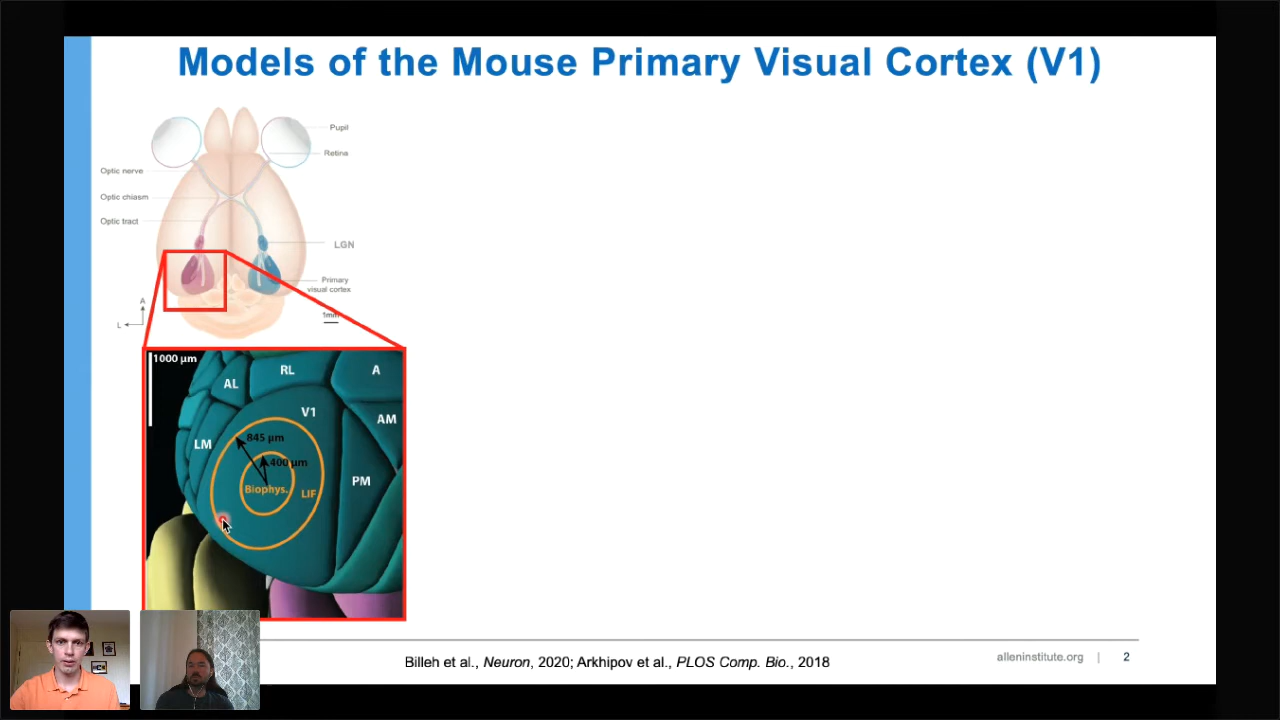 Models of the Mouse Primary Visual Cortex (V1)
Pupil
Retina
Optic nerve
Optic chiasm
Optic tract
LGN
Primary
visual cortex
A
L
1mm
1000 μm
RL
A
AL
V1
AM
LM
845 μm
400 μm
PM
Biophys.
LIF
Billeh et al., Neuron, 2020; Arkhipov et al., PLOS Comp. Bio., 2018
alleninstitute.org | 2